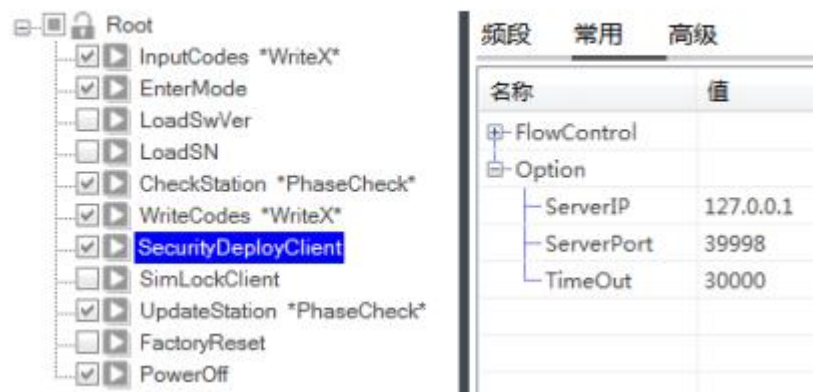 Root
InputCodes *WriteX*
EnterMode
LoadSwVer
LoadSN
CheckStation *PhaseCheck*
WriteCodes *WriteX*
SecurityDeployClient
SimLockClient
UpdateStation *PhaseCheck*
FactoryReset
PowerOff
频段 常用 高级
名称 值
FlowControl
Option
ServerIP 127.0.0.1
ServerPort 39998
TimeOut 30000